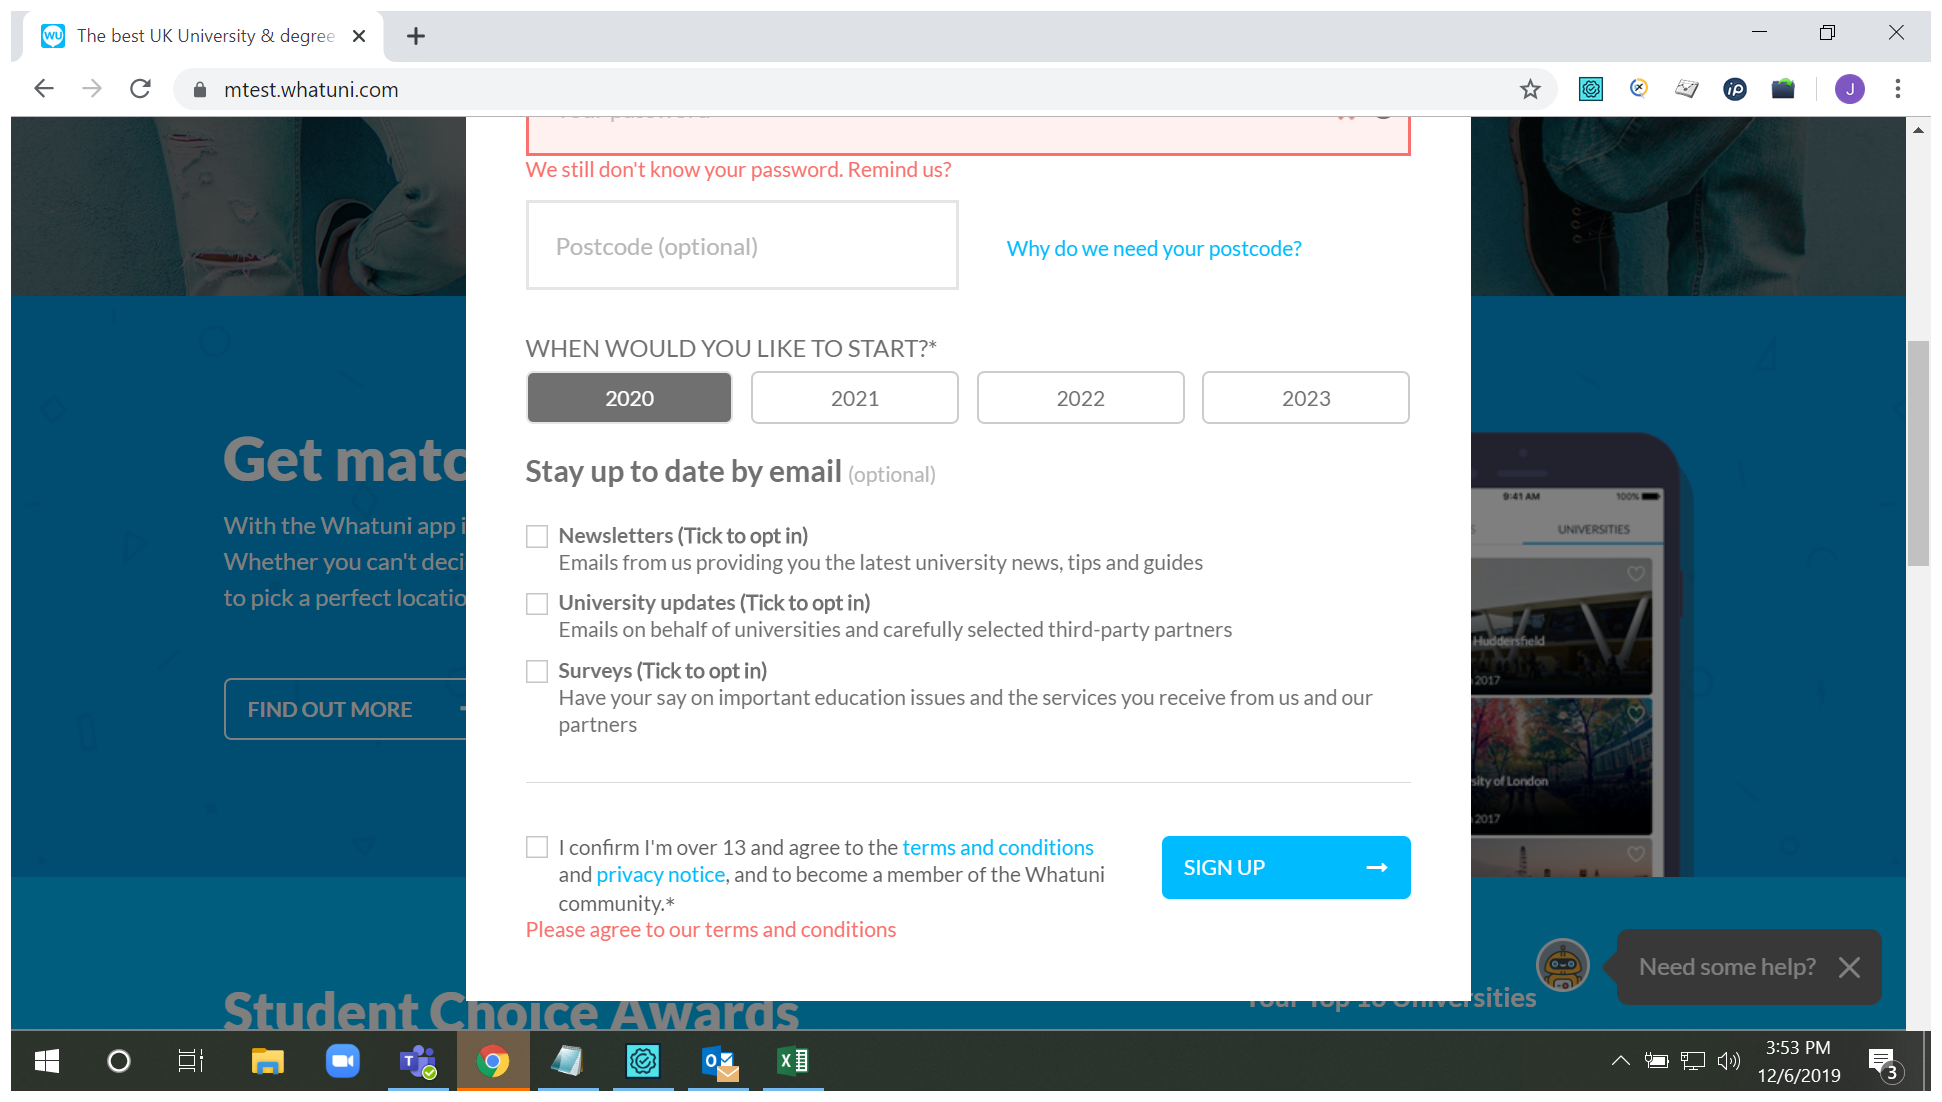 The best UK University & degree
mtest.whatuni.com
J
We still don't know your password. Remind us?
Postcode (optional)
Why do we need your postcode?
WHEN WOULD YOU LIKE TO START?*
2020
2021
2022
2023
Stay up to date by email (optional)
Newsletters (Tick to opt in)
Emails from us providing you the latest university news, tips and guides
University updates (Tick to opt in)
Emails on behalf of universities and carefully selected third-party partners
Surveys (Tick to opt in)
Have your say on important education issues and the services you receive from us and our
partners
I confirm I'm over 13 and agree to the terms and conditions
and privacy notice, and to become a member of the Whatuni
community.*
Please agree to our terms and conditions
SIGN UP
Get matc
With the Whatuni app i
Whether you can't deci
to pick a perfect locatio
FIND OUT MORE
9:41 AM
100%
UNIVERSITIES
Huddersfield
2017
sity of London
2017
Need some help?
Student Choice Awards
Your Top 10 Universities
3:53 PM
12/6/2019
3